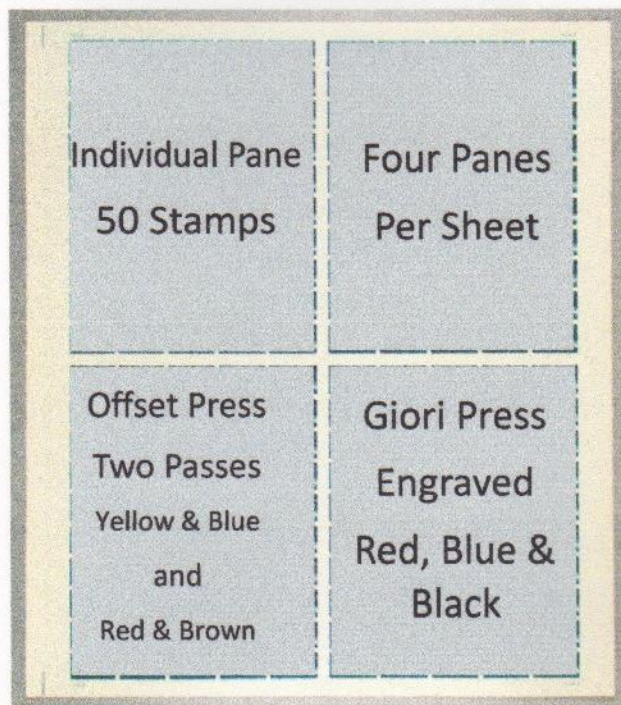 Individual Pane
50 Stamps
Four Panes
Per Sheet
Offset Press
Two Passes
Yellow & Blue
and
Red & Brown
Giori Press
Engraved
Red, Blue &
Black